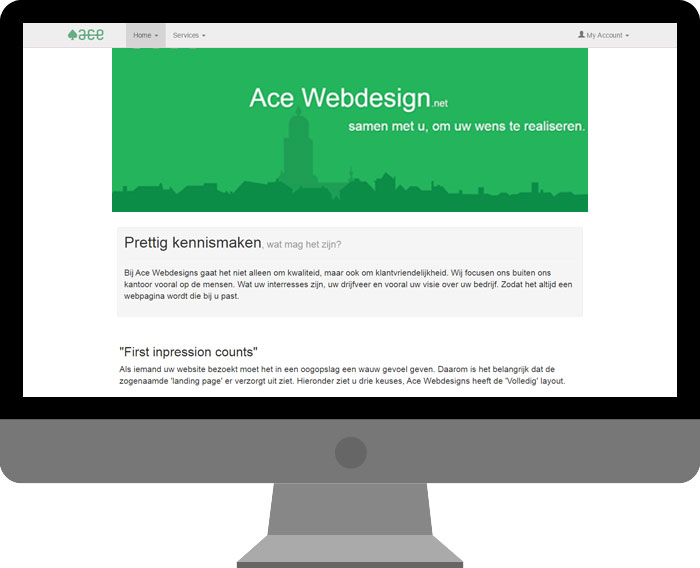 ace
Home
Services
My Account
Ace Webdesign.net
samen met u, om uw wens te realiseren.
Prettig kennismaken, wat mag het zijn?
Bij Ace Webdesigns gaat het niet alleen om kwaliteid, maar ook om klantvriendelijkheid. Wij focusen ons buiten ons
kantoor vooral op de mensen. Wat uw interresses zijn, uw drijfveer en vooral uw visie over uw bedrijf. Zodat het altijd een
webpagina wordt die bij u past.
"First inpression counts"
Als iemand uw website bezoekt moet het in een oogopslag een wauw gevoel geven. Daarom is het belangrijk dat de
zogenaamde 'landing page' er verzorgt uit ziet. Hieronder ziet u drie keuses, Ace Webdesigns heeft de 'Volledig' layout.